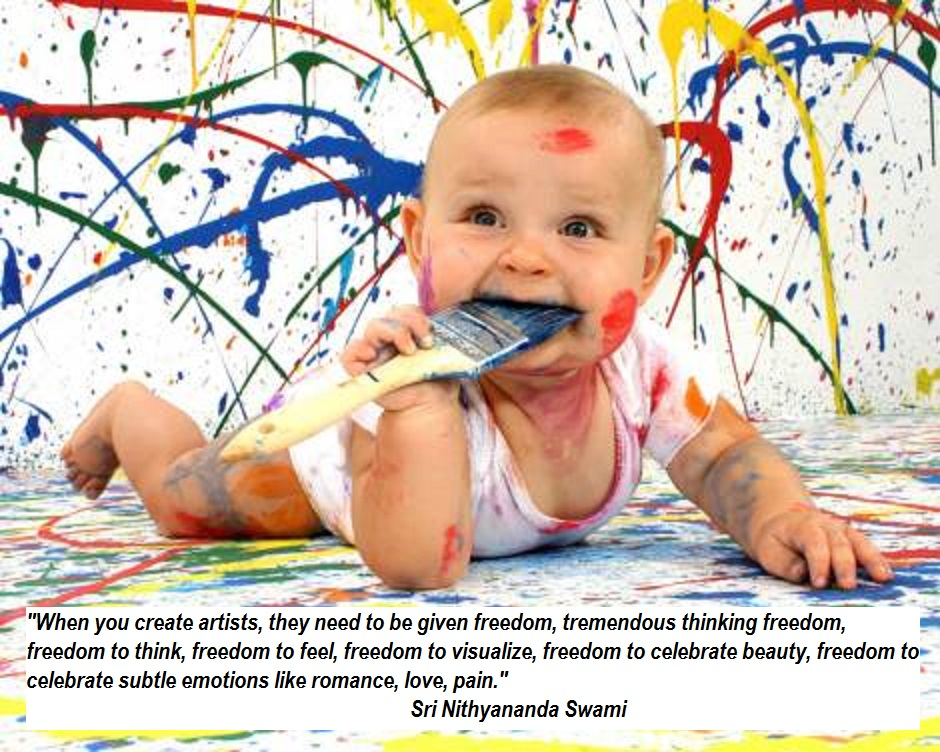 "When you create artists, they need to be given freedom, tremendous thinking freedom,
freedom to think, freedom to feel, freedom to visualize, freedom to celebrate beauty, freedom to
celebrate subtle emotions like romance, love, pain."
Sri Nithyananda Swami